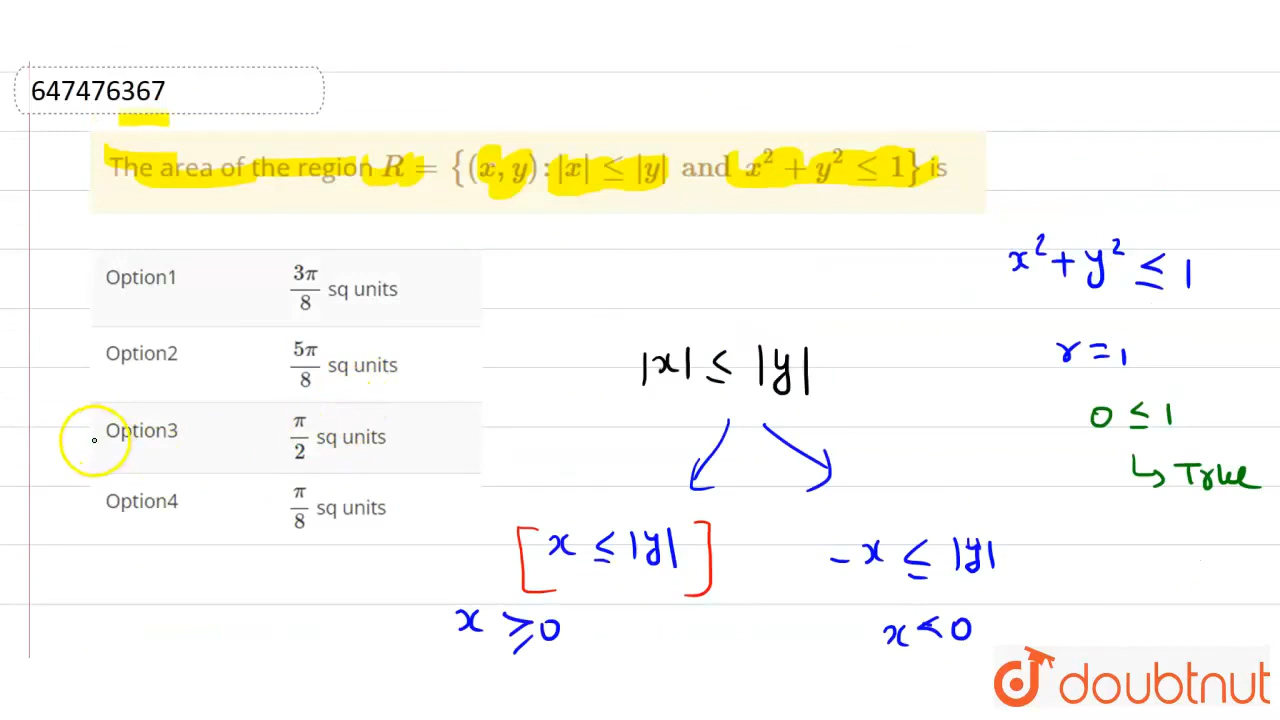 647476367
The area of the region R = {(x, y) : |x| ≤ |y| and x² + y² ≤ 1} is
Option1 3π/8 sq units
Option2 5π/8 sq units
Option3 π/2 sq units
Option4 π/8 sq units
x² + y² ≤ 1
r = 1
|x| ≤ |y|
0 ≤ 1
↳ True
[x ≤ |y|]
-x ≤ |y|
x ≥ 0
x < 0
doubtnut